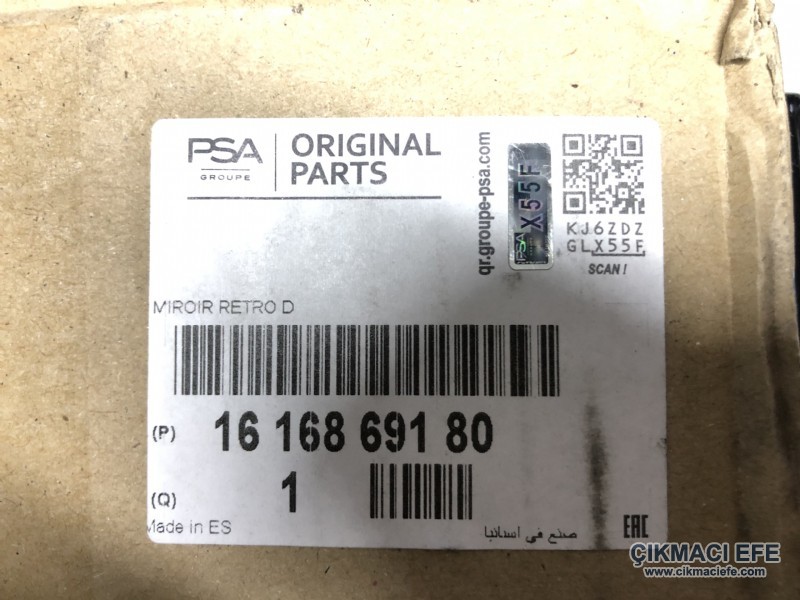 PSA
GROUPE
ORIGINAL
PARTS
qr.groupe-psa.com
PSA X55F
KJ6ZDZ
GLX55F
SCAN!
MIROIR RETRO D
(P) 16 168 691 80
(Q) 1
Made in ES
صنع في اسبانيا
EAC
ÇIKMACI EFE
www.cikmaciefe.com